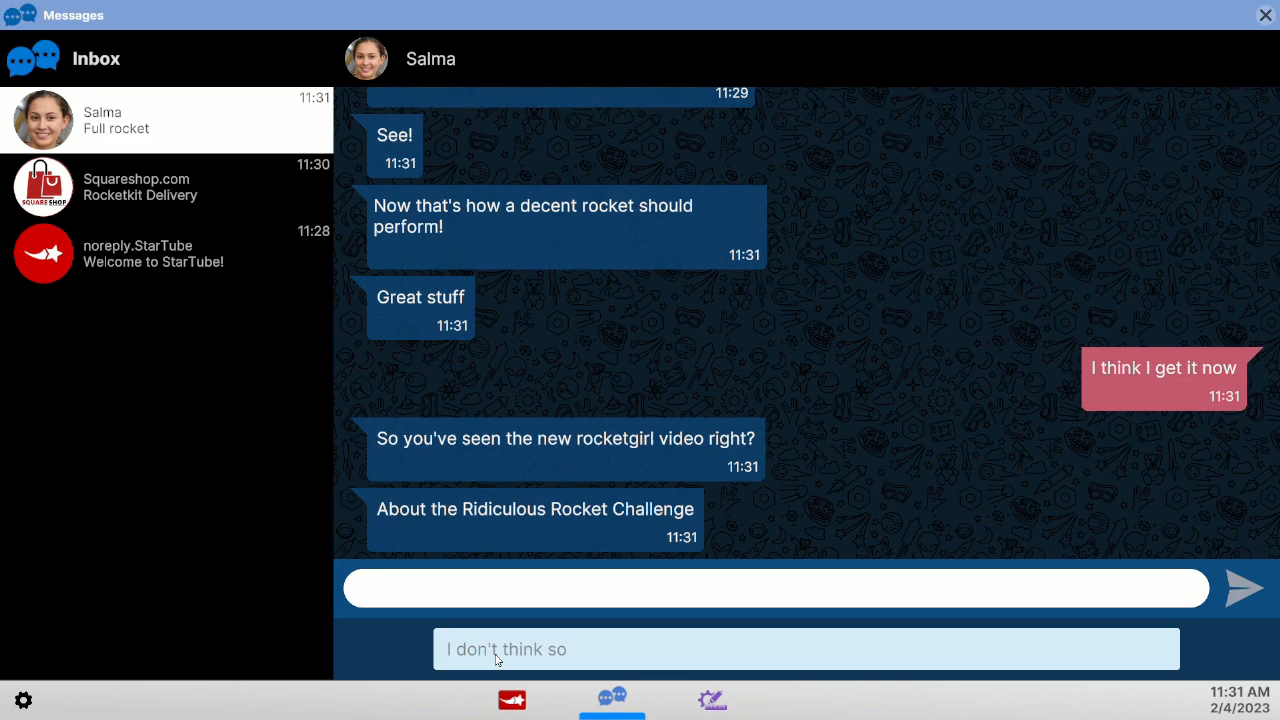 Messages
Inbox
Salma
11:31
Salma
Full rocket
11:30
Squareshop.com
Rocketkit Delivery
SQUARE SHOP
11:28
noreply.StarTube
Welcome to StarTube!
11:29
See!
11:31
Now that's how a decent rocket should
perform!
11:31
Great stuff
11:31
I think I get it now
11:31
So you've seen the new rocketgirl video right?
11:31
About the Ridiculous Rocket Challenge
11:31
I don't think so
11:31 AM
2/4/2023